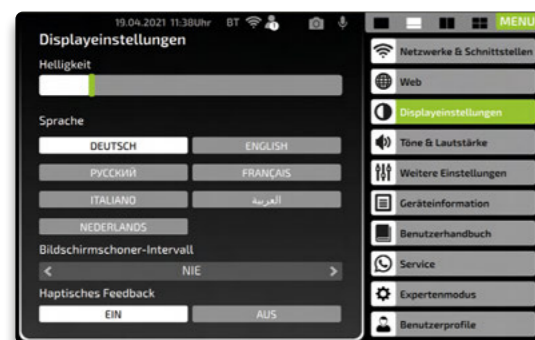 19.04.2021 11:38Uhr BT
MENU
Displayeinstellungen
Helligkeit
Sprache
DEUTSCH ENGLISH
РУССКИЙ FRANÇAIS
ITALIANO العربية
NEDERLANDS
Bildschirmschoner-Intervall
< NIE >
Haptisches Feedback
EIN AUS
Netzwerke & Schnittstellen
Web
Displayeinstellungen
Töne & Lautstärke
Weitere Einstellungen
Geräteinformation
Benutzerhandbuch
Service
Expertenmodus
Benutzerprofile